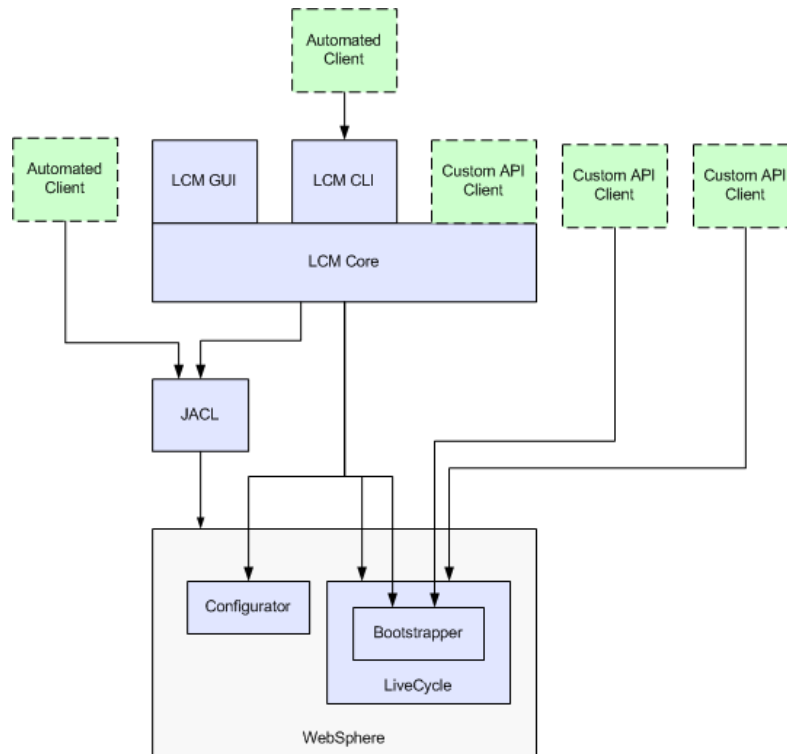 Automated
Client
Automated
Client
LCM GUI
LCM CLI
Custom API
Client
Custom API
Client
Custom API
Client
LCM Core
JACL
Configurator
Bootstrapper
LiveCycle
WebSphere